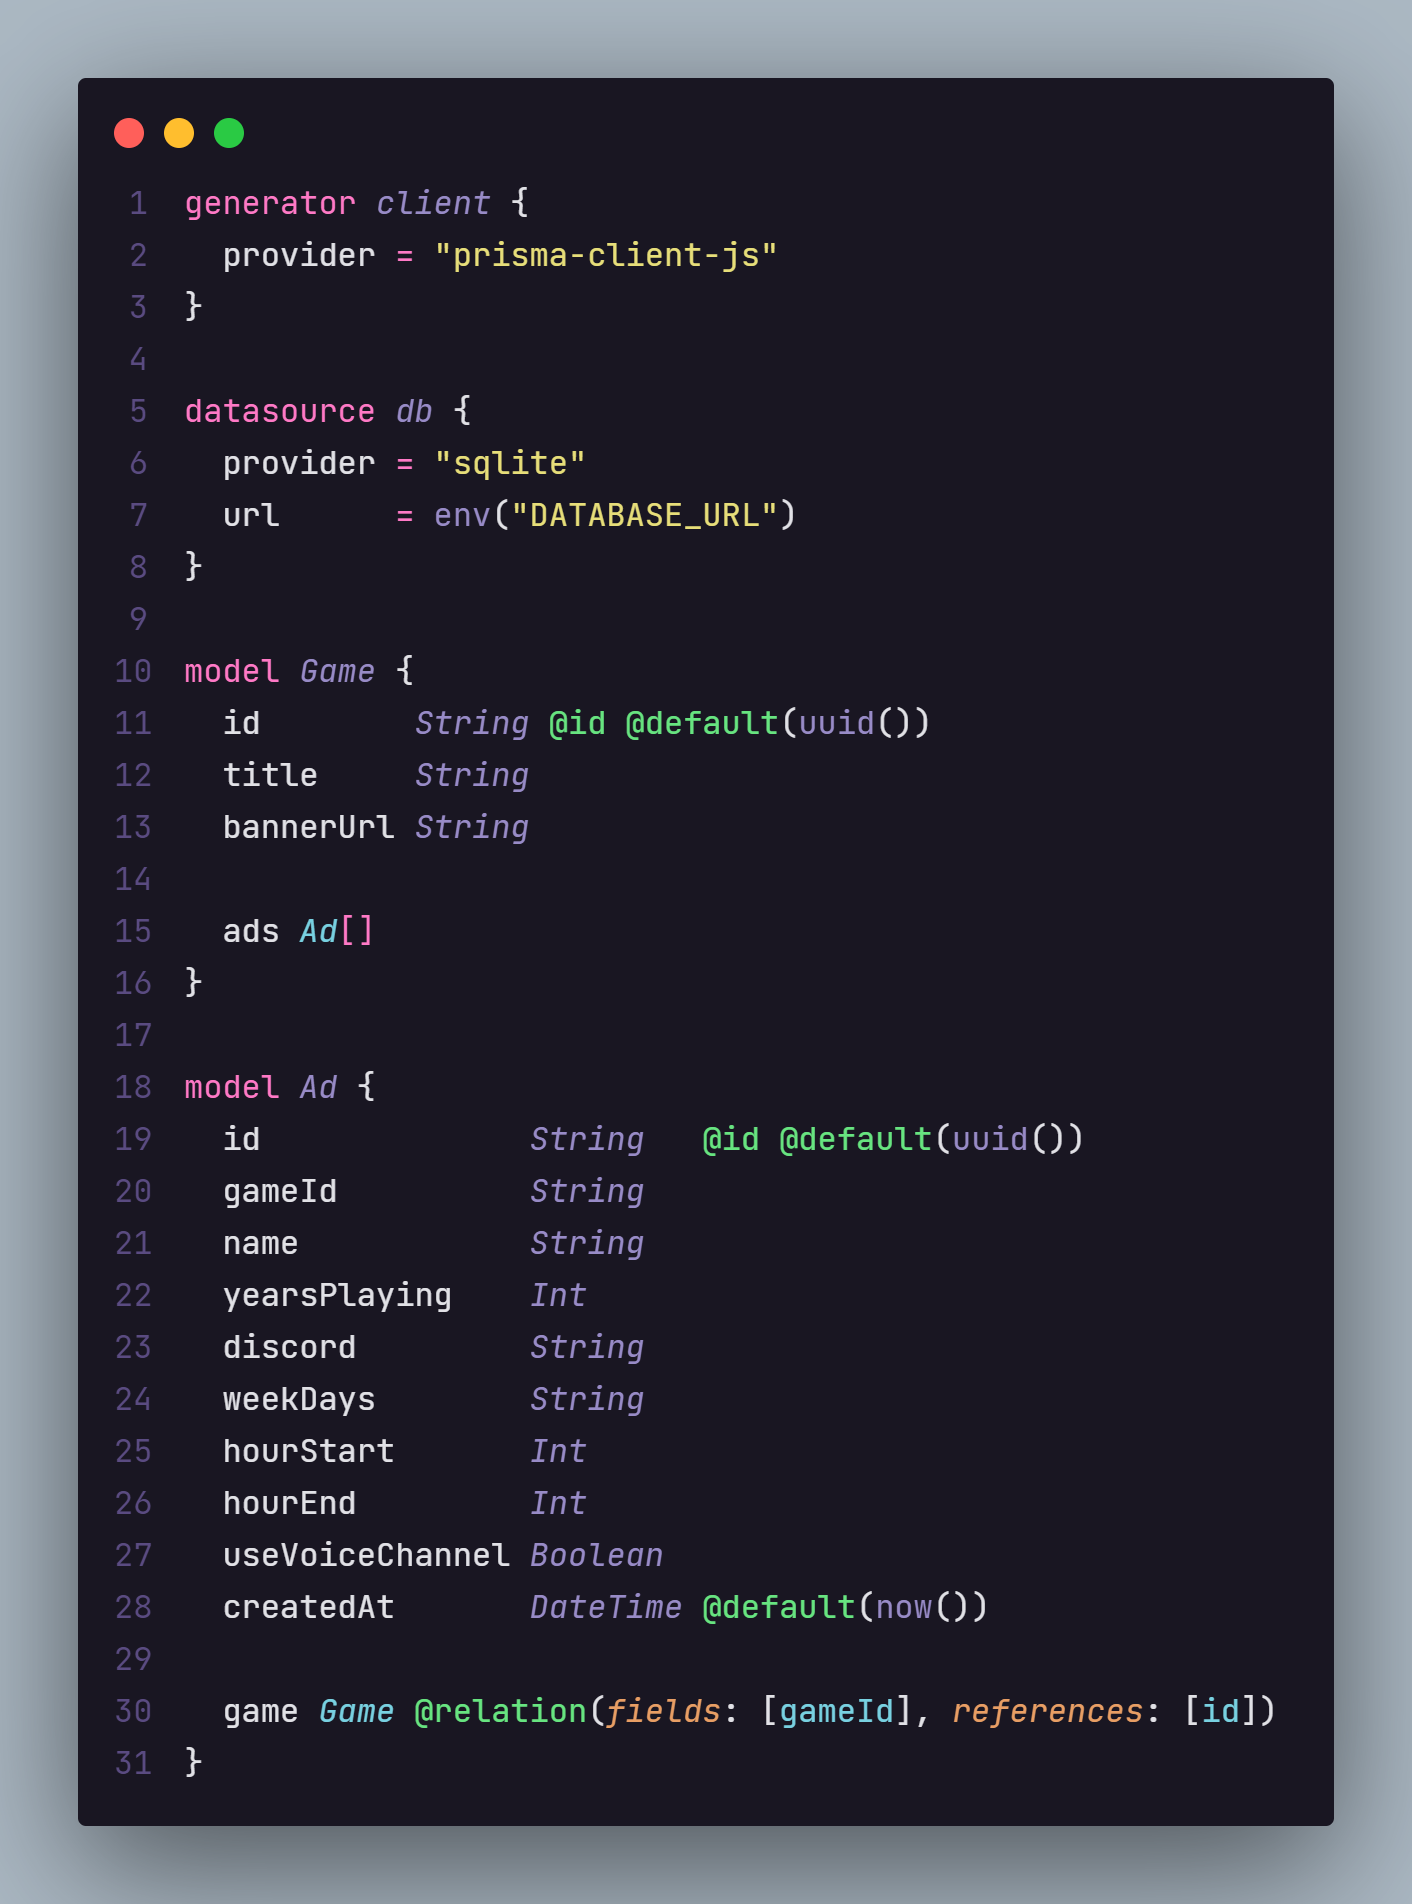 1 generator client {
2   provider = "prisma-client-js"
3 }
4
5 datasource db {
6   provider = "sqlite"
7   url      = env("DATABASE_URL")
8 }
9
10 model Game {
11   id        String @id @default(uuid())
12   title     String
13   bannerUrl String
14
15   ads Ad[]
16 }
17
18 model Ad {
19   id              String   @id @default(uuid())
20   gameId          String
21   name            String
22   yearsPlaying    Int
23   discord         String
24   weekDays        String
25   hourStart       Int
26   hourEnd         Int
27   useVoiceChannel Boolean
28   createdAt       DateTime @default(now())
29
30   game Game @relation(fields: [gameId], references: [id])
31 }